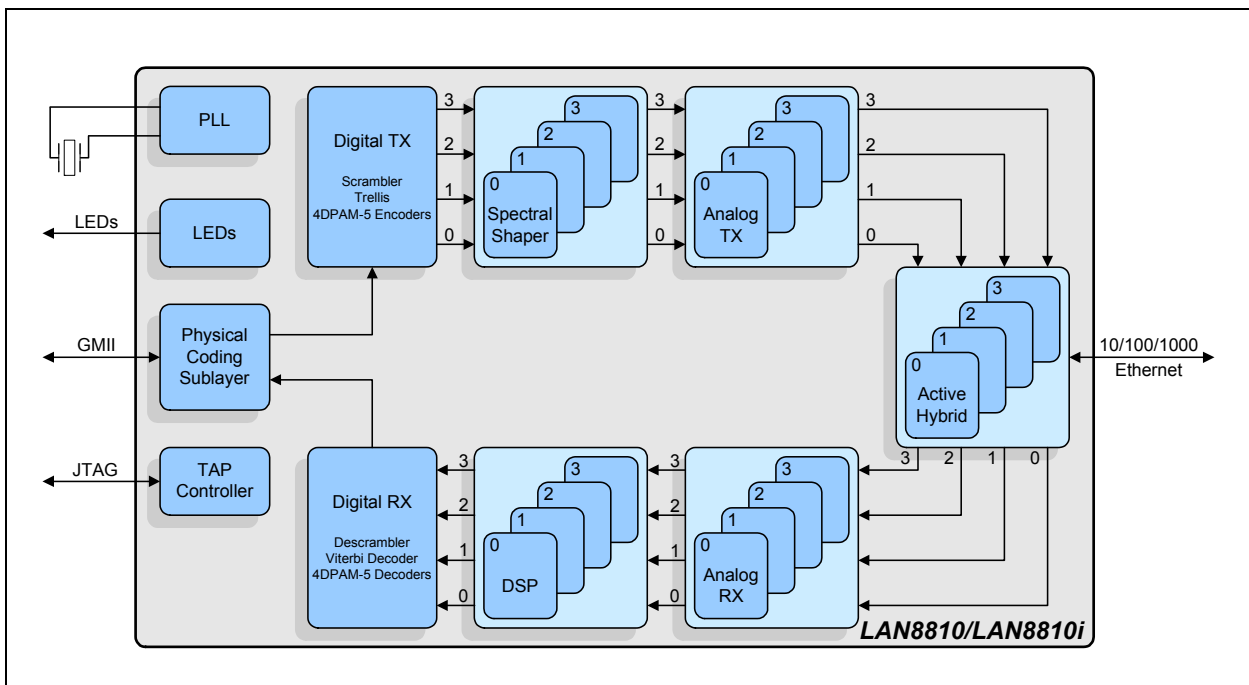 PLL
LEDs
LEDs
GMII
Physical
Coding
Sublayer
JTAG
TAP
Controller
Digital TX
Scrambler
Trellis
4DPAM-5 Encoders
3
2
1
0
3
2
1
0
Spectral
Shaper
3
2
1
0
3
2
1
0
Analog
TX
3
2
1
0
3
2
1
0
Active
Hybrid
10/100/1000
Ethernet
3
2
1
0
3
2
1
0
Analog
RX
3
2
1
0
3
2
1
0
DSP
3
2
1
0
Digital RX
Descrambler
Viterbi Decoder
4DPAM-5 Decoders
LAN8810/LAN8810i